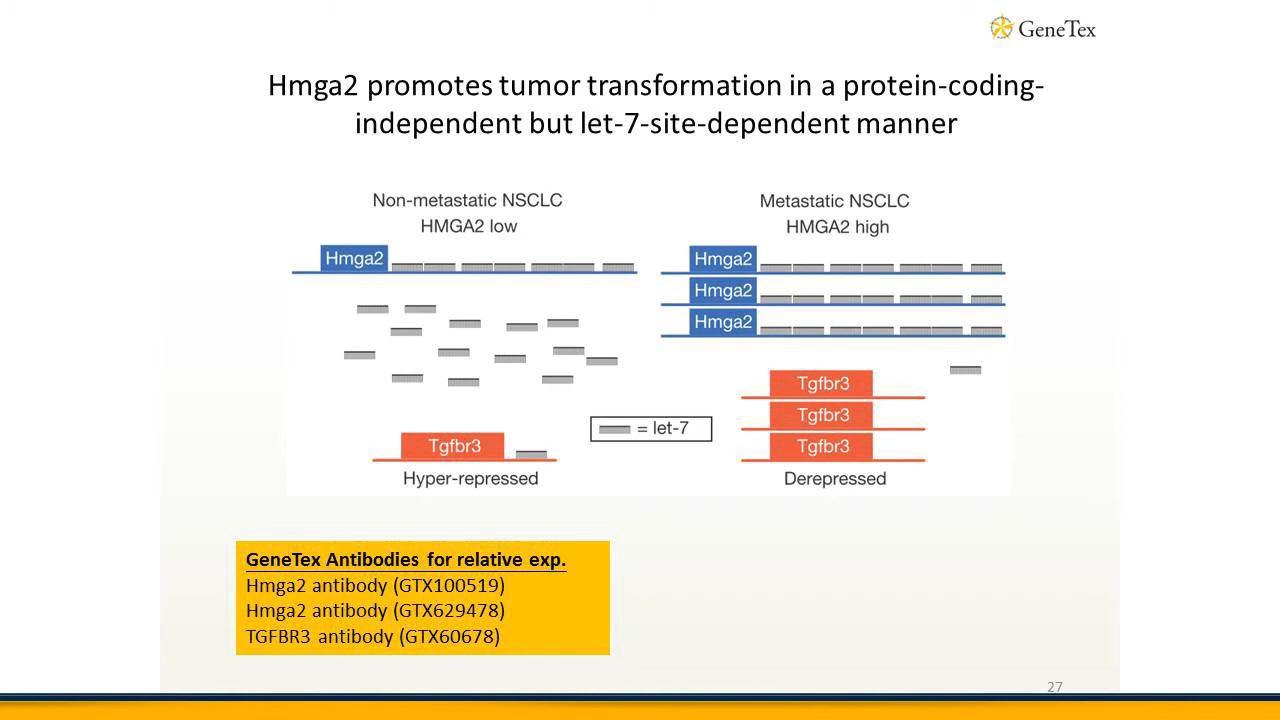 GeneTex
Hmga2 promotes tumor transformation in a protein-coding-
independent but let-7-site-dependent manner
Non-metastatic NSCLC
HMGA2 low
Metastatic NSCLC
HMGA2 high
Hmga2
Hmga2
Hmga2
Hmga2
Tgfbr3
Tgfbr3
Tgfbr3
= let-7
Tgfbr3
Hyper-repressed
Derepressed
GeneTex Antibodies for relative exp.
Hmga2 antibody (GTX100519)
Hmga2 antibody (GTX629478)
TGFBR3 antibody (GTX60678)
27